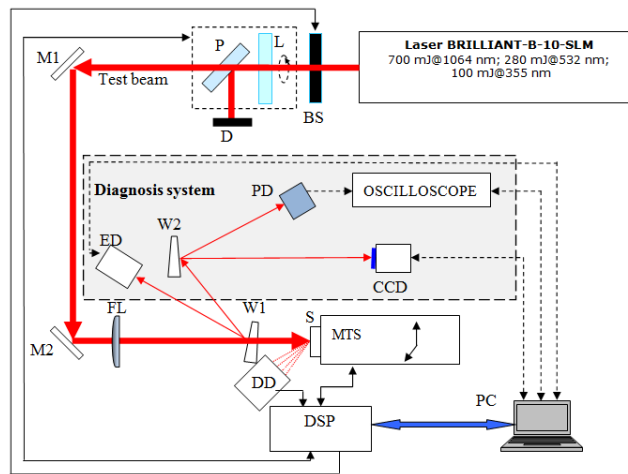 Laser BRILLIANT-B-10-SLM
700 mJ@1064 nm; 280 mJ@532 nm;
100 mJ@355 nm
M1
P
L
Test beam
D
BS
Diagnosis system
PD
OSCILLOSCOPE
W2
ED
CCD
FL
W1
S
MTS
M2
DD
DSP
PC